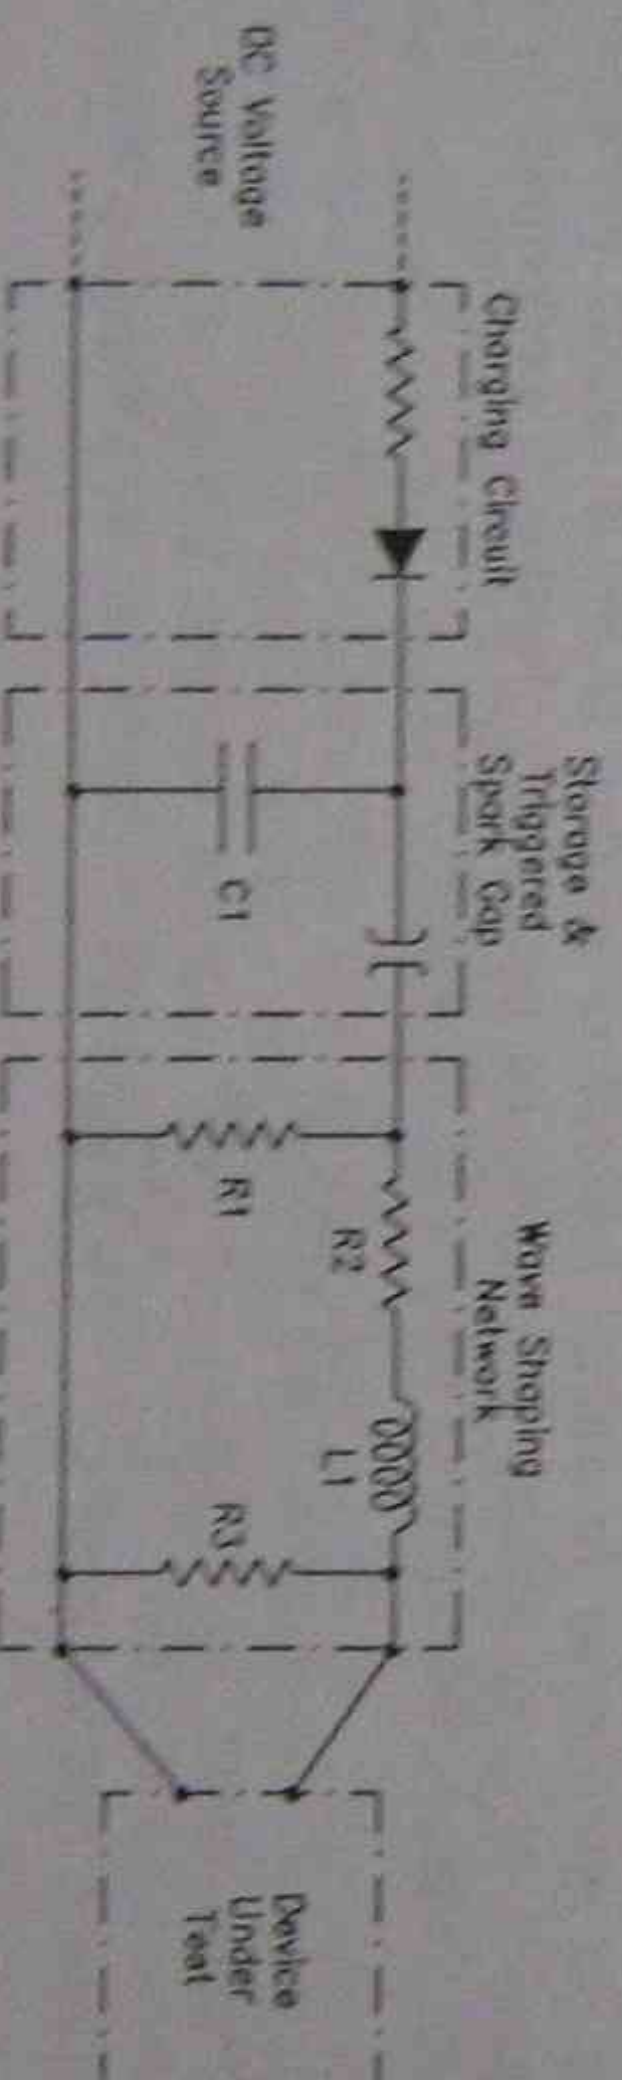 DC Voltage
Source
Charging Circuit
Storage &
Triggered
Spark Gap
C1
Wave Shaping
Network
R1
R2
L1
R3
Device
Under
Test